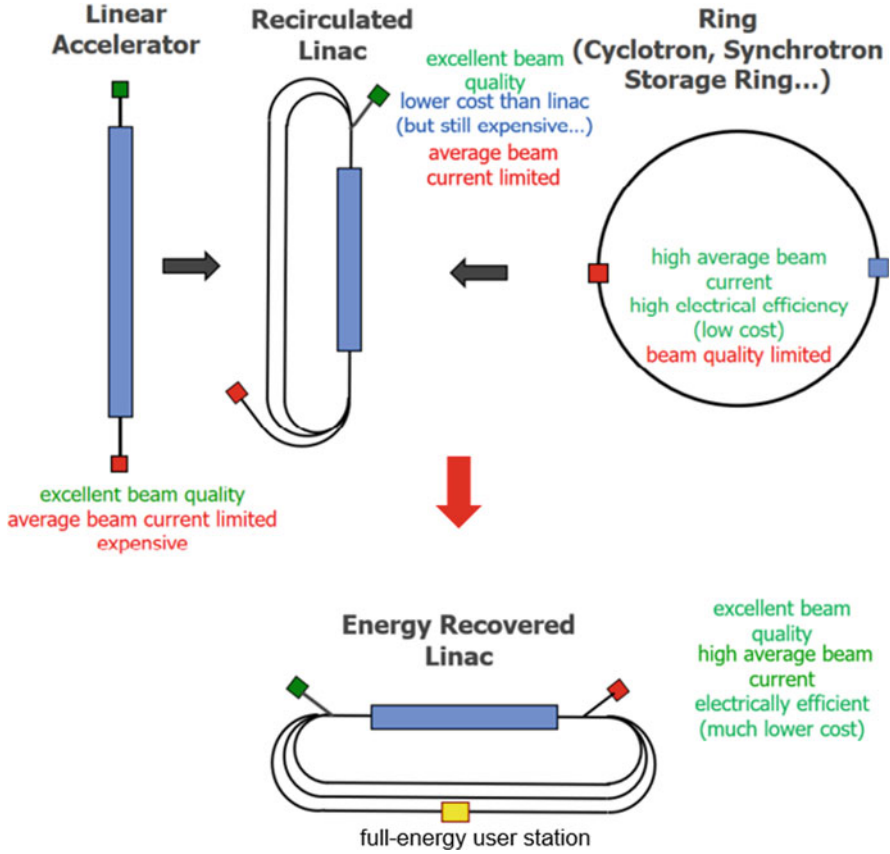 Linear
Accelerator
Recirculated
Linac
excellent beam
quality
lower cost than linac
(but still expensive...)
average beam
current limited
Ring
(Cyclotron, Synchrotron
Storage Ring...)
high average beam
current
high electrical efficiency
(low cost)
beam quality limited
excellent beam quality
average beam current limited
expensive
Energy Recovered
Linac
excellent beam
quality
high average beam
current
electrically efficient
(much lower cost)
full-energy user station